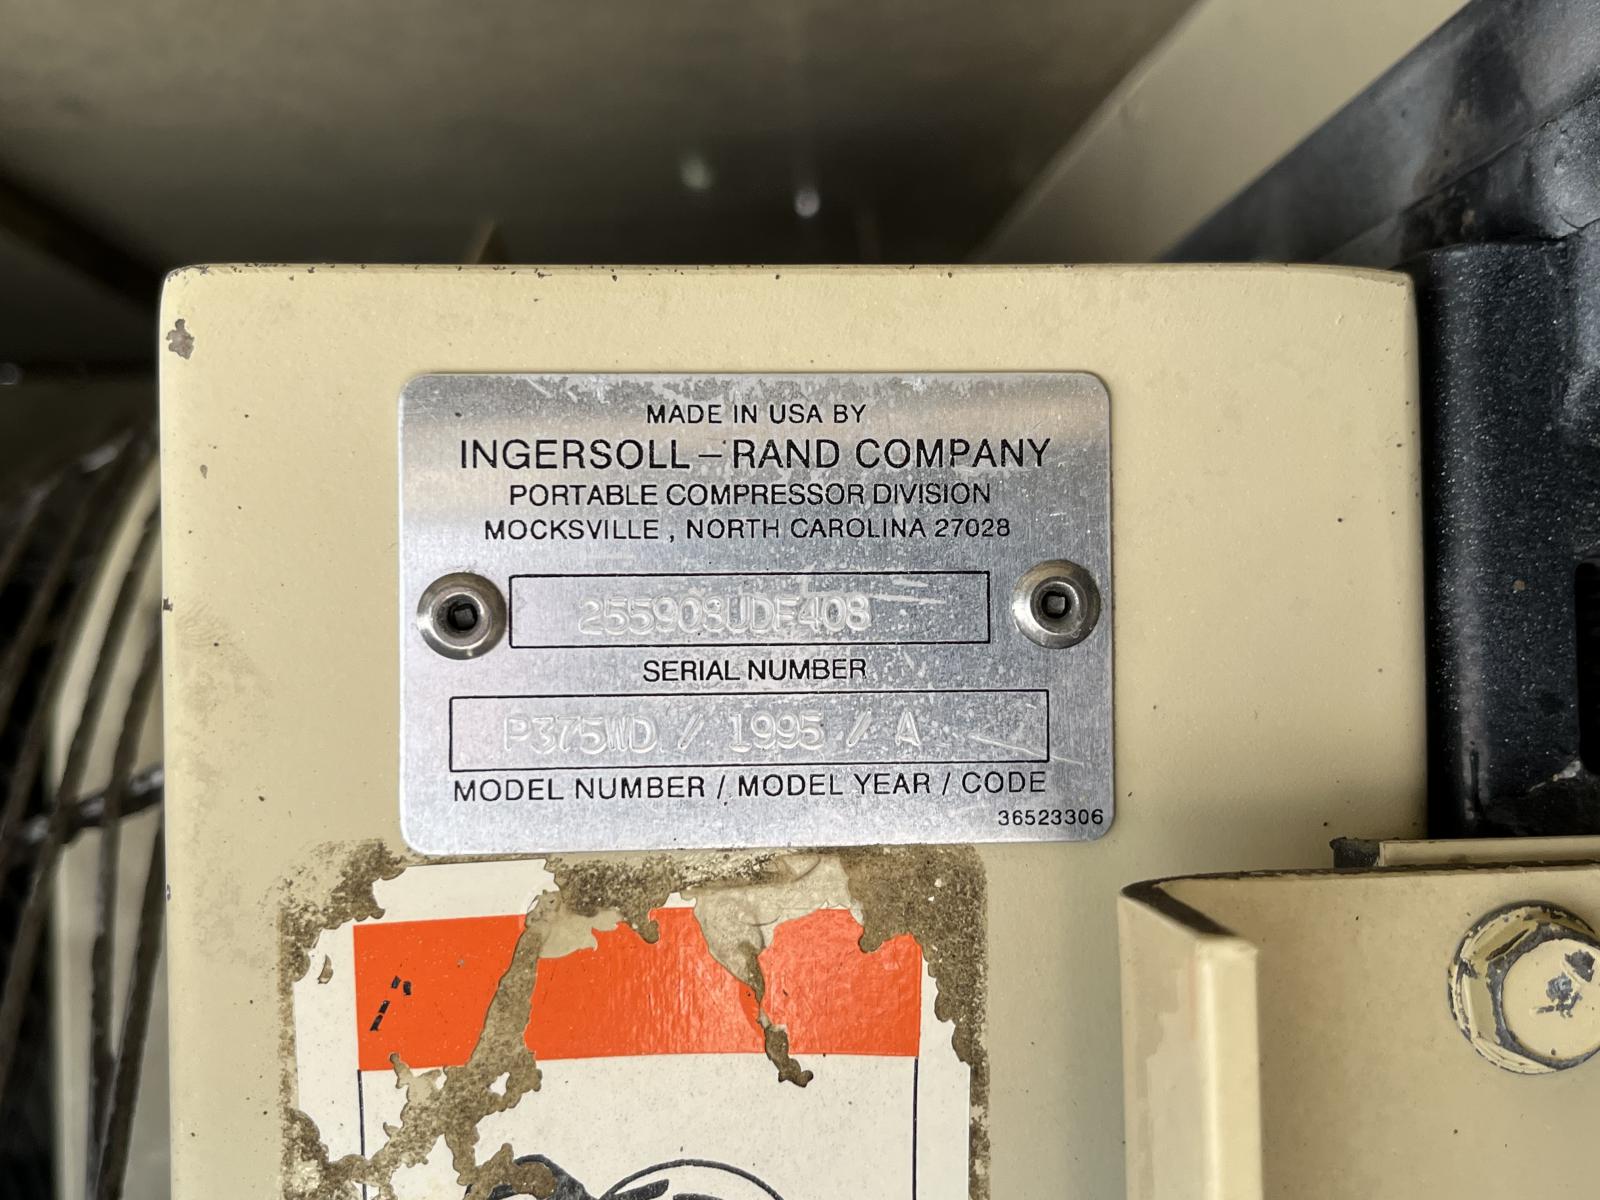 MADE IN USA BY
INGERSOLL-RAND COMPANY
PORTABLE COMPRESSOR DIVISION
MOCKSVILLE, NORTH CAROLINA 27028
255903UDF408
SERIAL NUMBER
P375WD / 1995 / A
MODEL NUMBER / MODEL YEAR / CODE
36523306